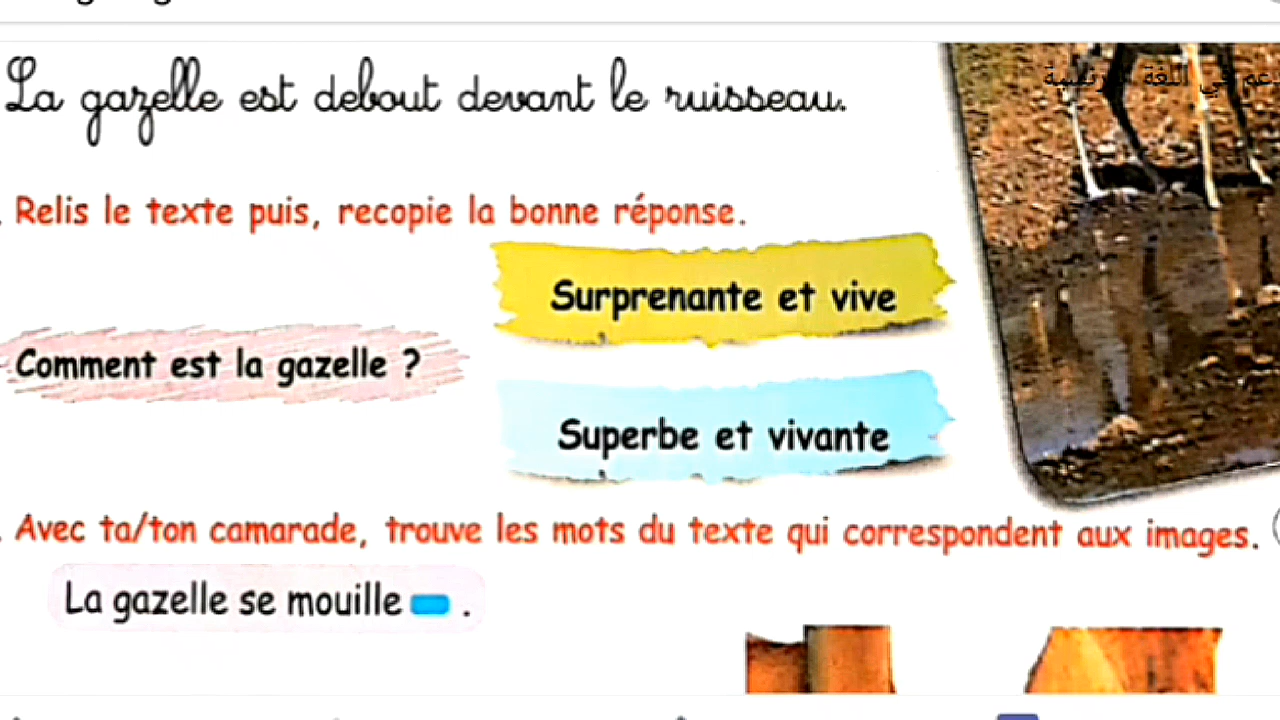 La gazelle est debout devant le ruisseau.
. Relis le texte puis, recopie la bonne réponse.
Surprenante et vive
Comment est la gazelle ?
Superbe et vivante
. Avec ta/ton camarade, trouve les mots du texte qui correspondent aux images.
La gazelle se mouille .